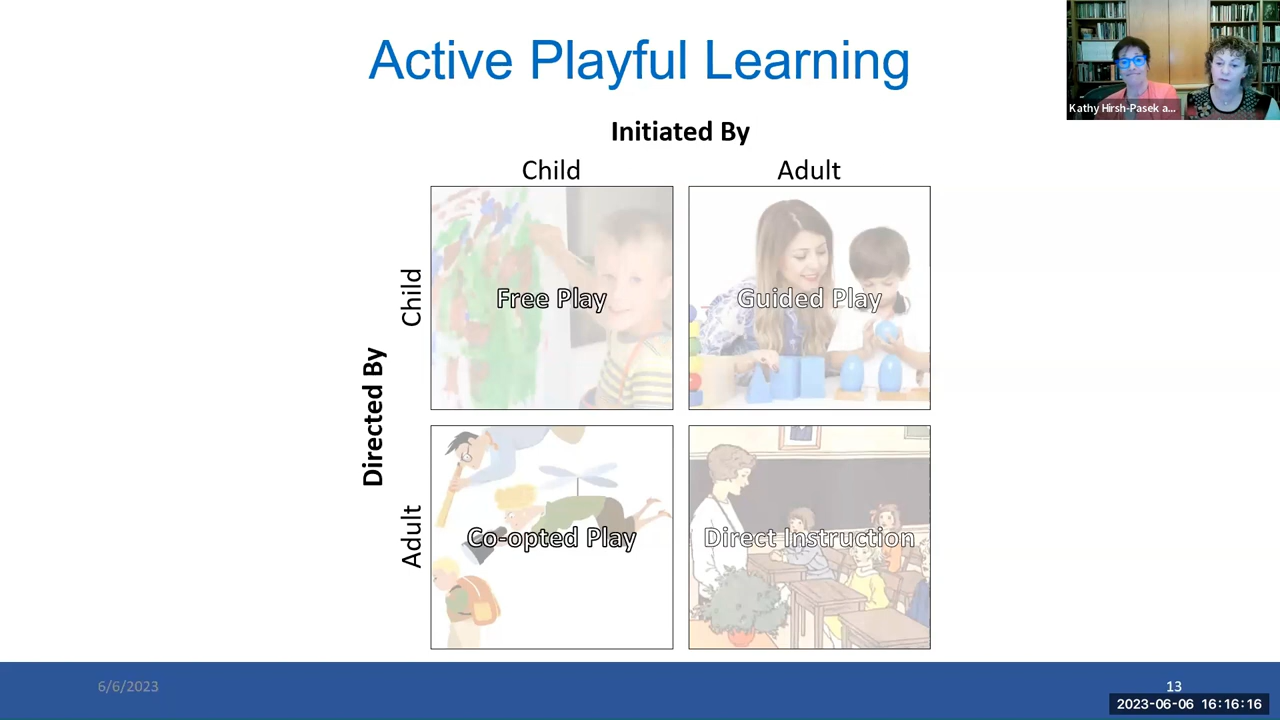 Active Playful Learning
Kathy Hirsh-Pasek a...
Initiated By
Child
Adult
Directed By
Child
Free Play
Guided Play
Adult
Co-opted Play
Direct Instruction
6/6/2023
13
2023-06-06 16:16:16